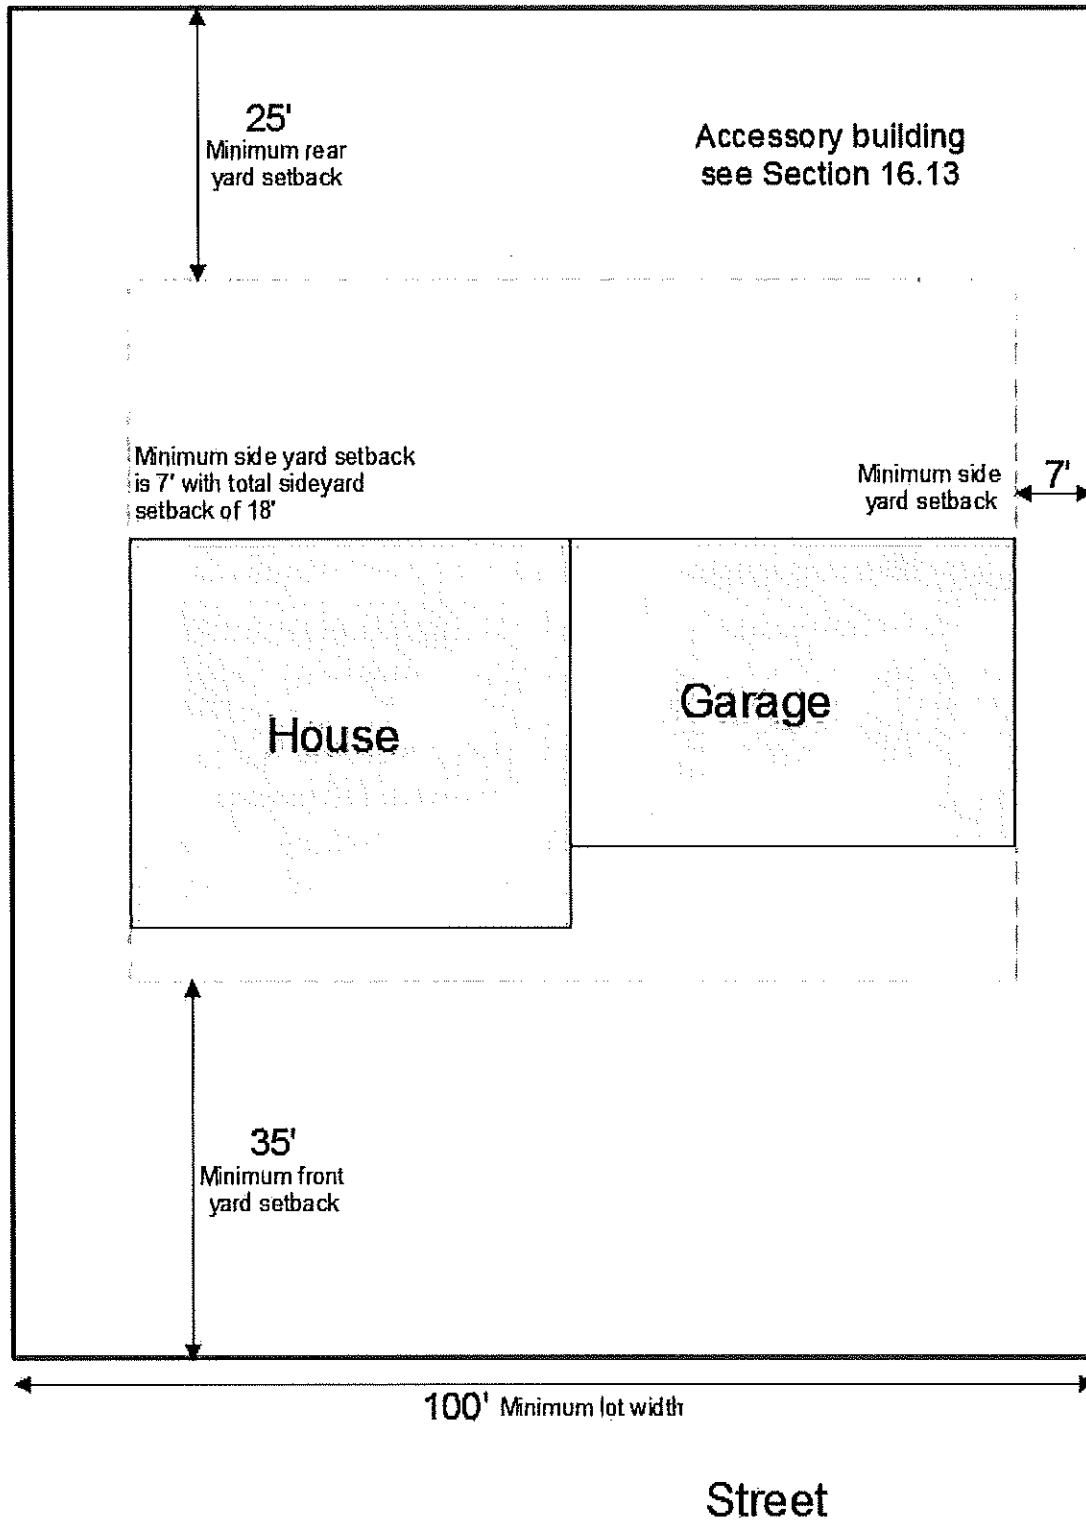 25'
Minimum rear
yard setback
Accessory building
see Section 16.13
Minimum side yard setback
is 7' with total sideyard
setback of 18'
Minimum side
yard setback
7'
House
Garage
35'
Minimum front
yard setback
100' Minimum lot width
Street